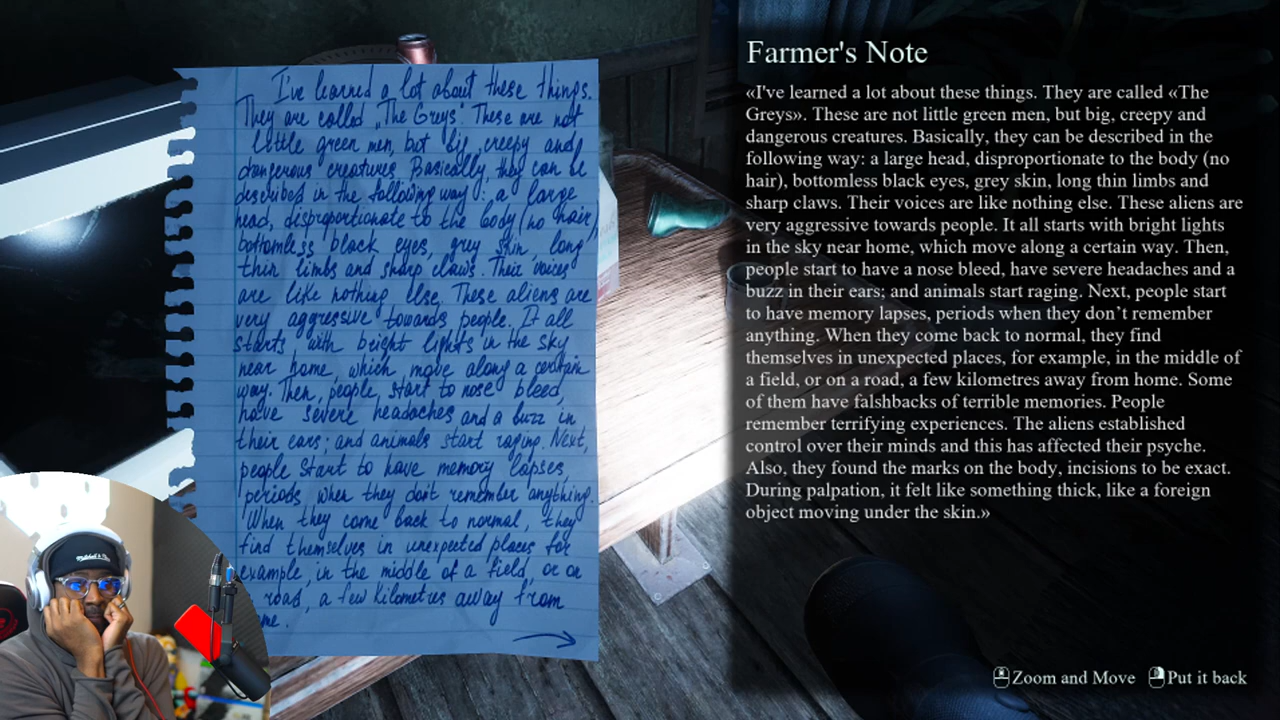 I've learned a lot about these things.
They are called „The Greys". These are not
little green men, but big, creepy and
dangerous creatures. Basically, they can be
described in the following way: a large
head, disproportionate to the body (no hair),
bottomless black eyes, grey skin, long
thin limbs and sharp claws. Their voices
are like nothing else. These aliens are
very aggressive towards people. It all
starts with bright lights in the sky
near home, which move along a certain
way. Then, people, start to nose bleed,
have severe headaches and a buzz in
their ears; and animals start raging. Next,
people start to have memory lapses,
periods when they don't remember anything.
When they come back to normal, they
find themselves in unexpected places for
example, in the middle of a field, or on
road, a few kilometres away from
me.
Farmer's Note
«I've learned a lot about these things. They are called «The
Greys». These are not little green men, but big, creepy and
dangerous creatures. Basically, they can be described in the
following way: a large head, disproportionate to the body (no
hair), bottomless black eyes, grey skin, long thin limbs and
sharp claws. Their voices are like nothing else. These aliens are
very aggressive towards people. It all starts with bright lights
in the sky near home, which move along a certain way. Then,
people start to have a nose bleed, have severe headaches and a
buzz in their ears; and animals start raging. Next, people start
to have memory lapses, periods when they don't remember
anything. When they come back to normal, they find
themselves in unexpected places, for example, in the middle of
a field, or on a road, a few kilometres away from home. Some
of them have falshbacks of terrible memories. People
remember terrifying experiences. The aliens established
control over their minds and this has affected their psyche.
Also, they found the marks on the body, incisions to be exact.
During palpation, it felt like something thick, like a foreign
object moving under the skin.»
Zoom and Move Put it back